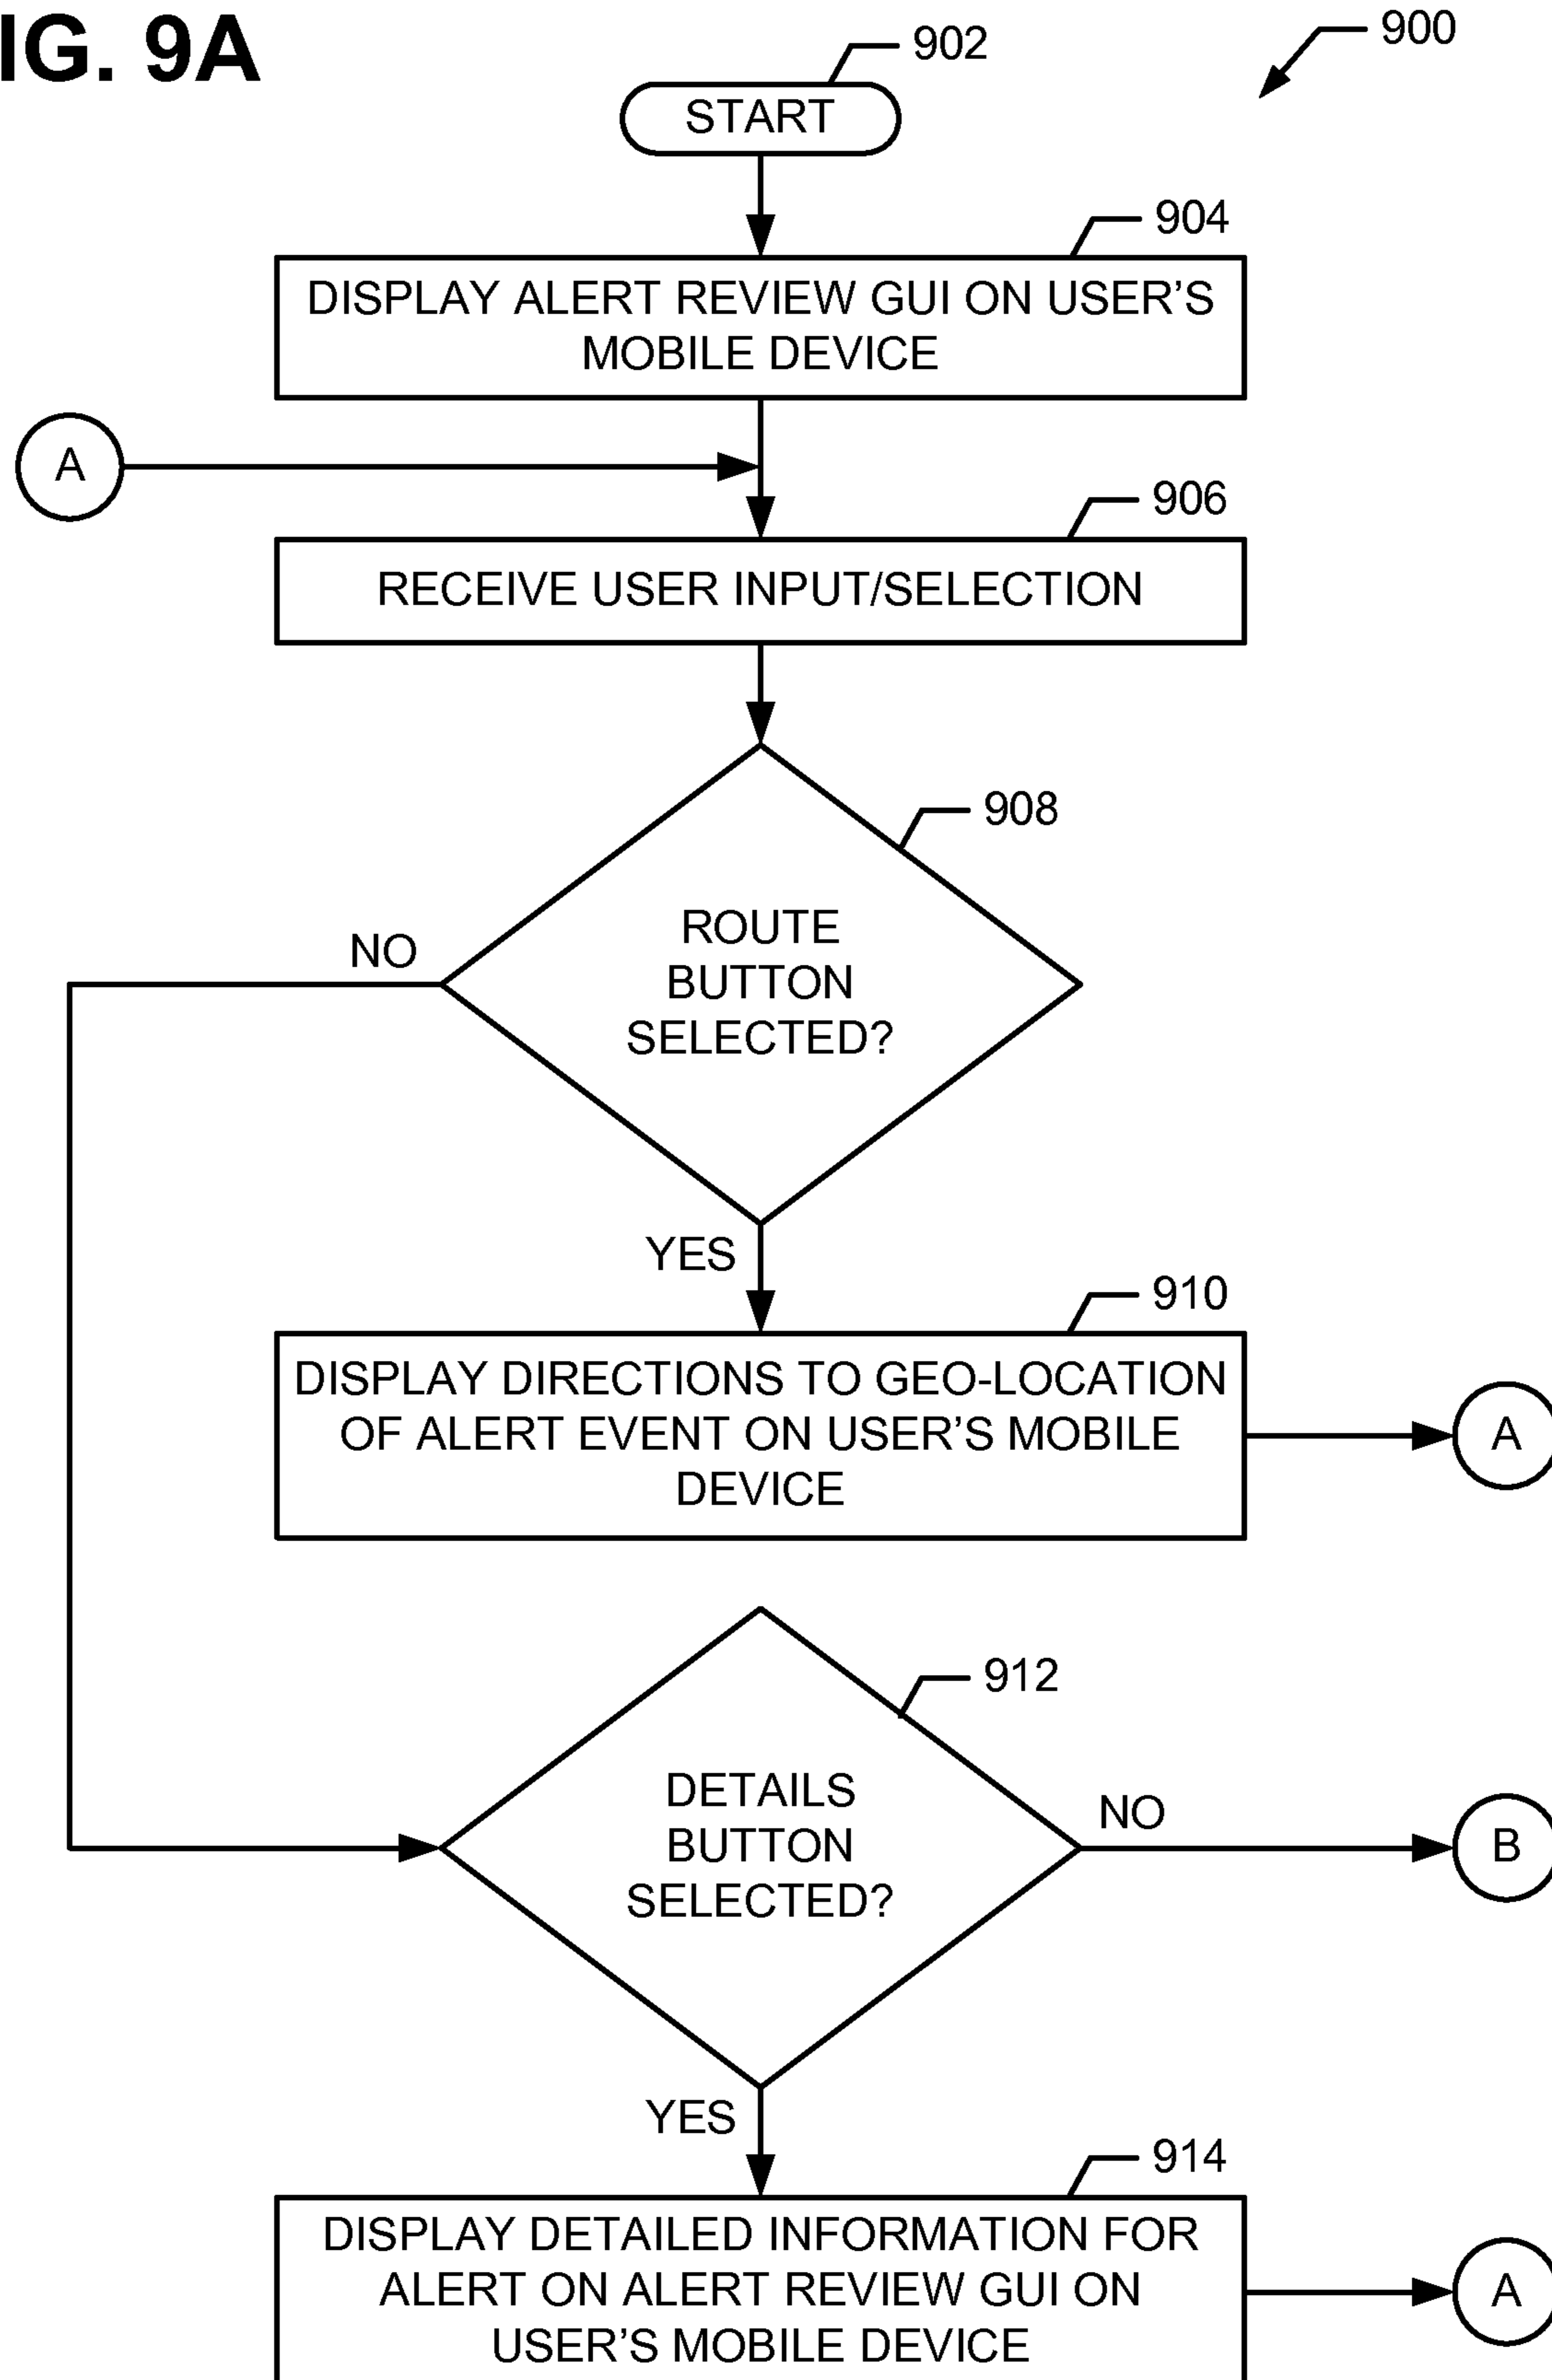 IG. 9A
902
900
START
904
DISPLAY ALERT REVIEW GUI ON USER'S
MOBILE DEVICE
A
906
RECEIVE USER INPUT/SELECTION
908
ROUTE
BUTTON
SELECTED?
NO
YES
910
DISPLAY DIRECTIONS TO GEO-LOCATION
OF ALERT EVENT ON USER'S MOBILE
DEVICE
A
912
DETAILS
BUTTON
SELECTED?
NO
B
YES
914
DISPLAY DETAILED INFORMATION FOR
ALERT ON ALERT REVIEW GUI ON
USER'S MOBILE DEVICE
A